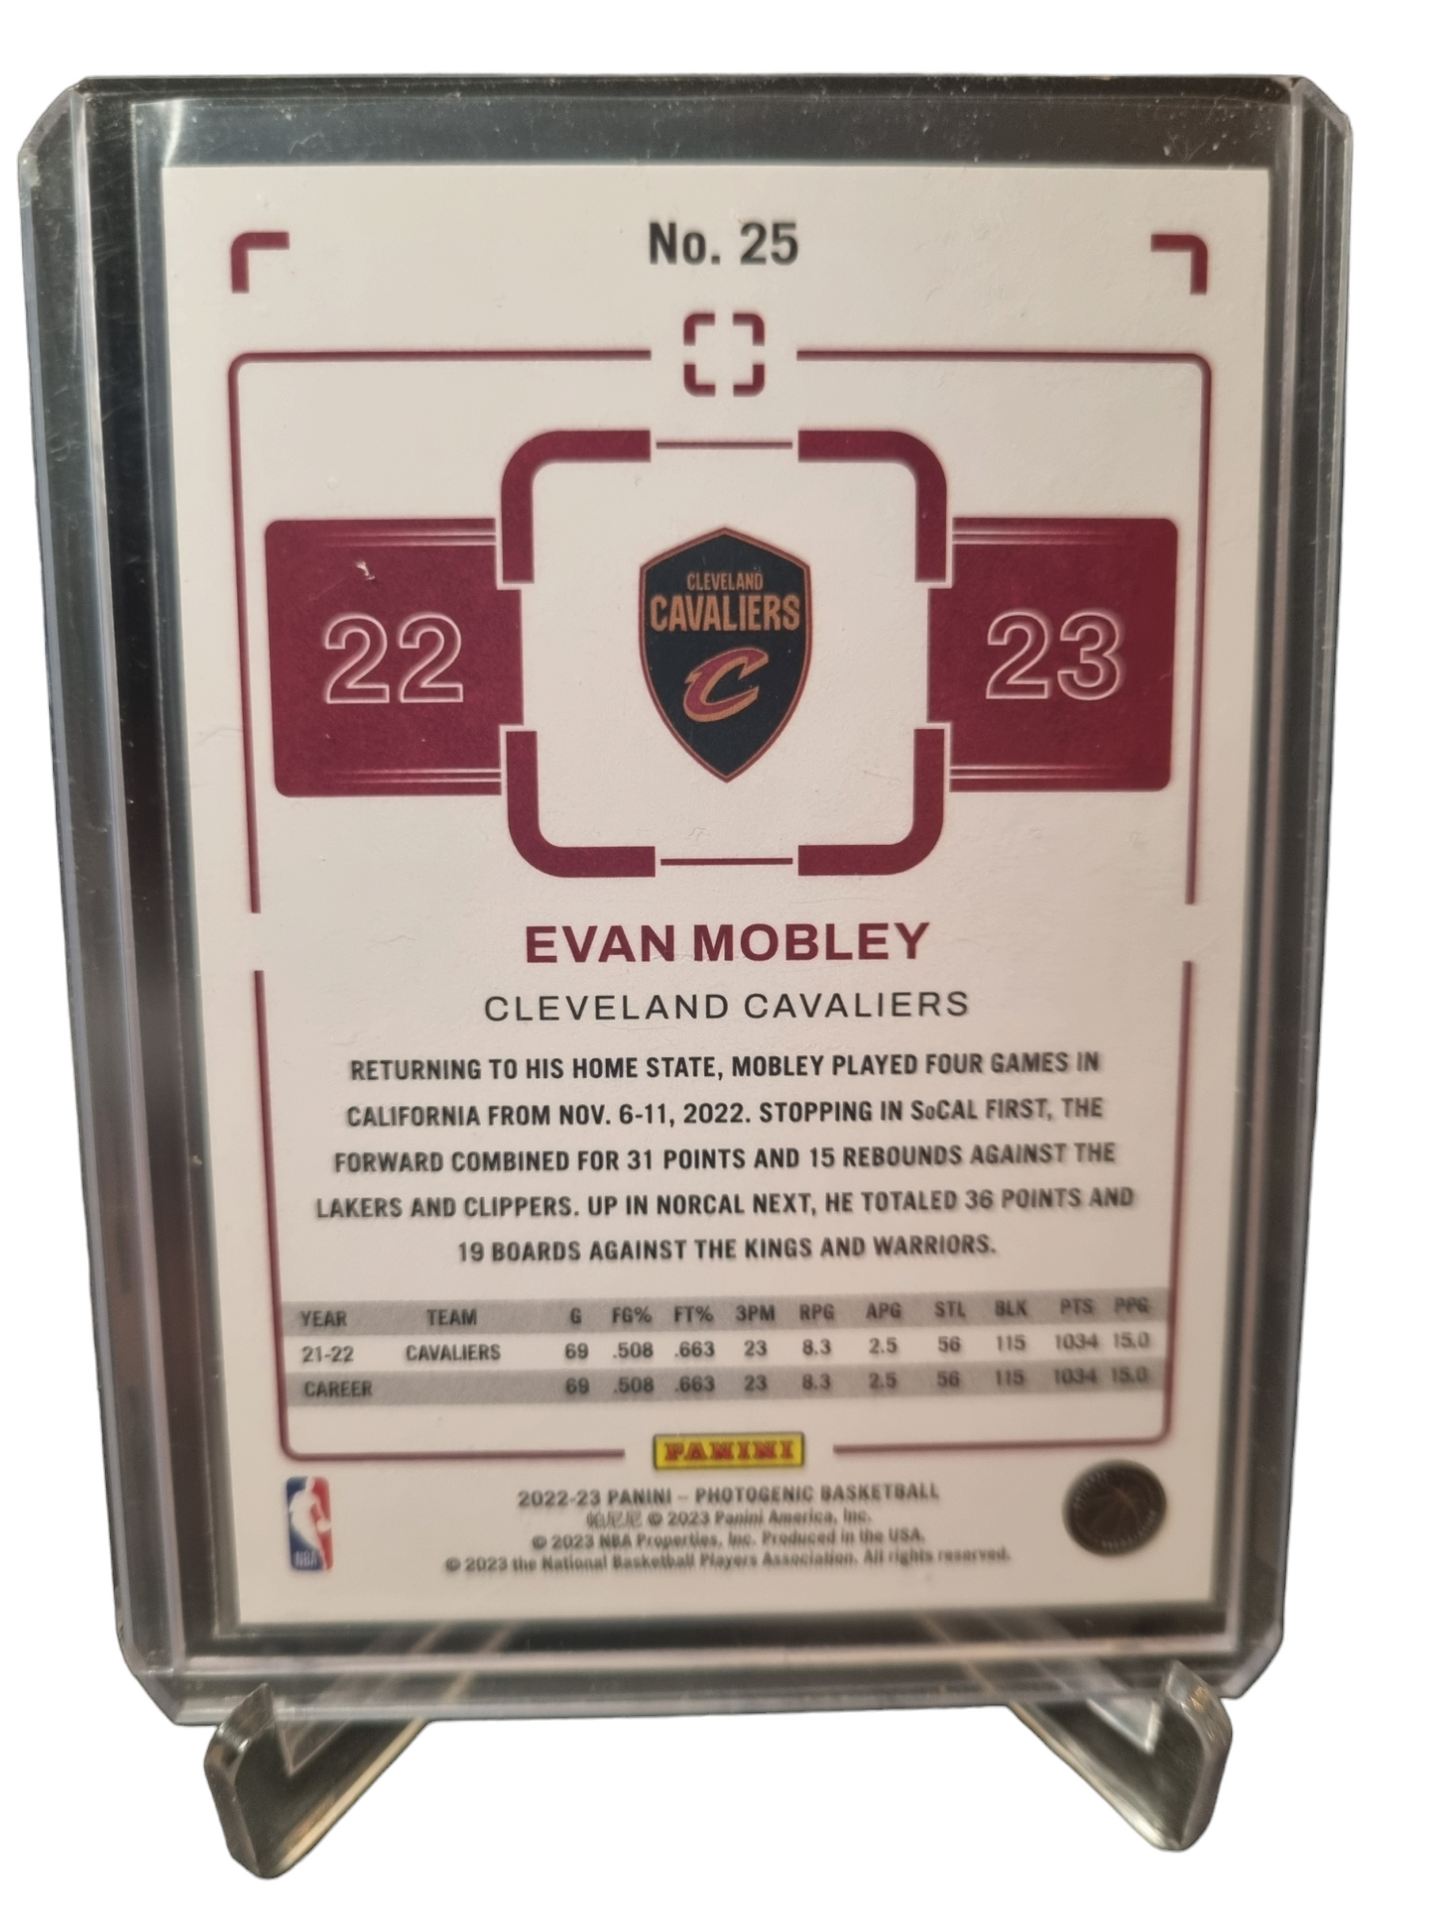 No. 25
22
CLEVELAND
CAVALIERS
C
23
EVAN MOBLEY
CLEVELAND CAVALIERS
RETURNING TO HIS HOME STATE, MOBLEY PLAYED FOUR GAMES IN
CALIFORNIA FROM NOV. 6-11, 2022. STOPPING IN SoCAL FIRST, THE
FORWARD COMBINED FOR 31 POINTS AND 15 REBOUNDS AGAINST THE
LAKERS AND CLIPPERS. UP IN NORCAL NEXT, HE TOTALED 36 POINTS AND
19 BOARDS AGAINST THE KINGS AND WARRIORS.
YEAR TEAM G FG% FT% 3PM RPG APG STL BLK PTS PPG
21-22 CAVALIERS 69 .508 .663 23 8.3 2.5 56 115 1034 15.0
CAREER 69 .508 .663 23 8.3 2.5 56 115 1034 15.0
PANINI
2022-23 PANINI – PHOTOGENIC BASKETBALL
帕尼尼 © 2023 Panini America, Inc.
© 2023 NBA Properties, Inc. Produced in the USA.
© 2023 the National Basketball Players Association. All rights reserved.
NBA